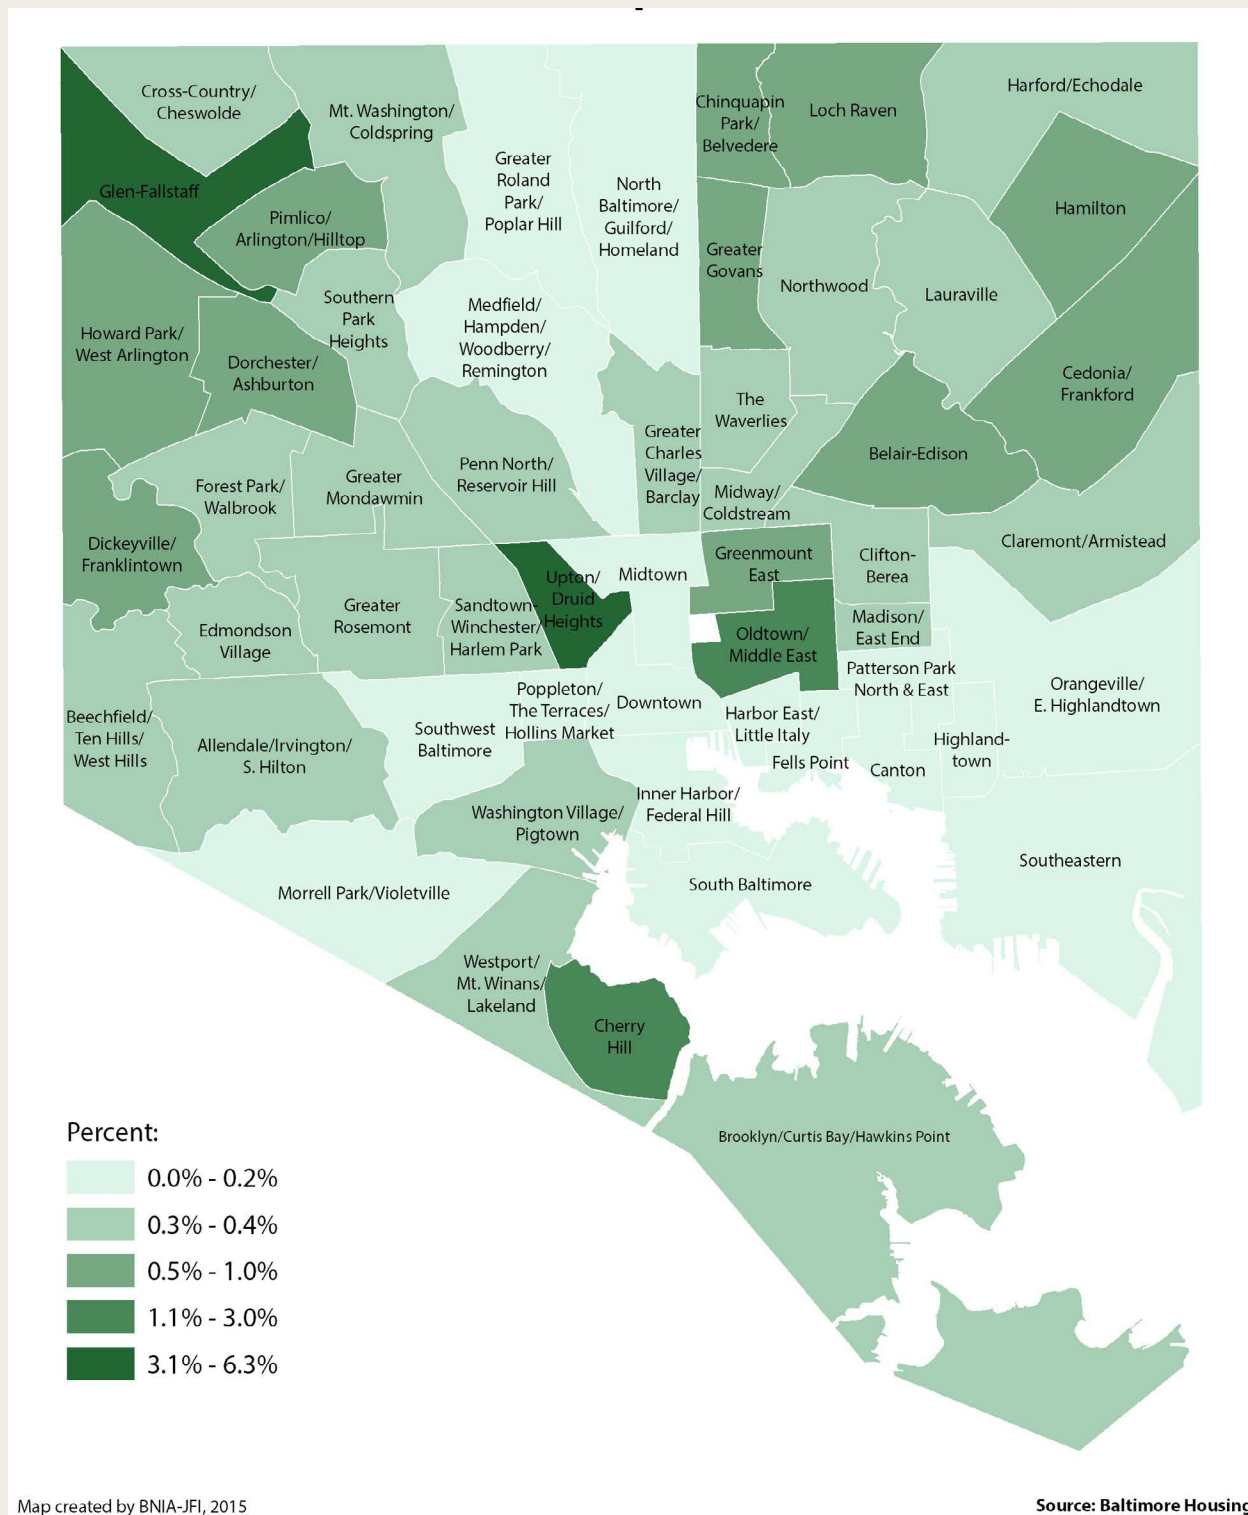 Cross-Country/
Cheswolde
Mt. Washington/
Coldspring
Greater
Roland
Park/
Poplar Hill
North
Baltimore/
Guilford/
Homeland
Chinquapin
Park/
Belvedere
Loch Raven
Harford/Echodale
Glen-Fallstaff
Pimlico/
Arlington/Hilltop
Hamilton
Greater
Govans
Northwood
Lauraville
Southern
Park
Heights
Medfield/
Hampden/
Woodberry/
Remington
Howard Park/
West Arlington
Dorchester/
Ashburton
Cedonia/
Frankford
The
Waverlies
Greater
Charles
Village/
Barclay
Belair-Edison
Penn North/
Reservoir Hill
Greater
Mondawmin
Forest Park/
Walbrook
Midway/
Coldstream
Dickeyville/
Franklintown
Claremont/Armistead
Greenmount
East
Clifton-
Berea
Midtown
Upton/
Druid
Heights
Greater
Rosemont
Sandtown-
Winchester/
Harlem Park
Edmondson
Village
Madison/
East End
Oldtown/
Middle East
Patterson Park
North & East
Orangeville/
E. Highlandtown
Poppleton/
The Terraces/
Hollins Market
Downtown
Harbor East/
Little Italy
Beechfield/
Ten Hills/
West Hills
Allendale/Irvington/
S. Hilton
Southwest
Baltimore
Highland-
town
Fells Point
Canton
Inner Harbor/
Federal Hill
Washington Village/
Pigtown
Southeastern
South Baltimore
Morrell Park/Violetville
Westport/
Mt. Winans/
Lakeland
Cherry
Hill
Brooklyn/Curtis Bay/Hawkins Point
Percent:
0.0% - 0.2%
0.3% - 0.4%
0.5% - 1.0%
1.1% - 3.0%
3.1% - 6.3%
Map created by BNIA-JFI, 2015
Source: Baltimore Housing